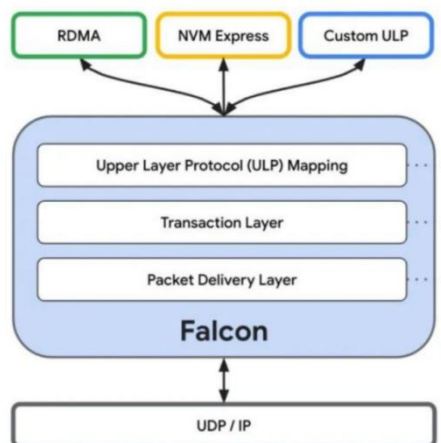 RDMA
NVM Express
Custom ULP
Upper Layer Protocol (ULP) Mapping
Transaction Layer
Packet Delivery Layer
Falcon
UDP / IP